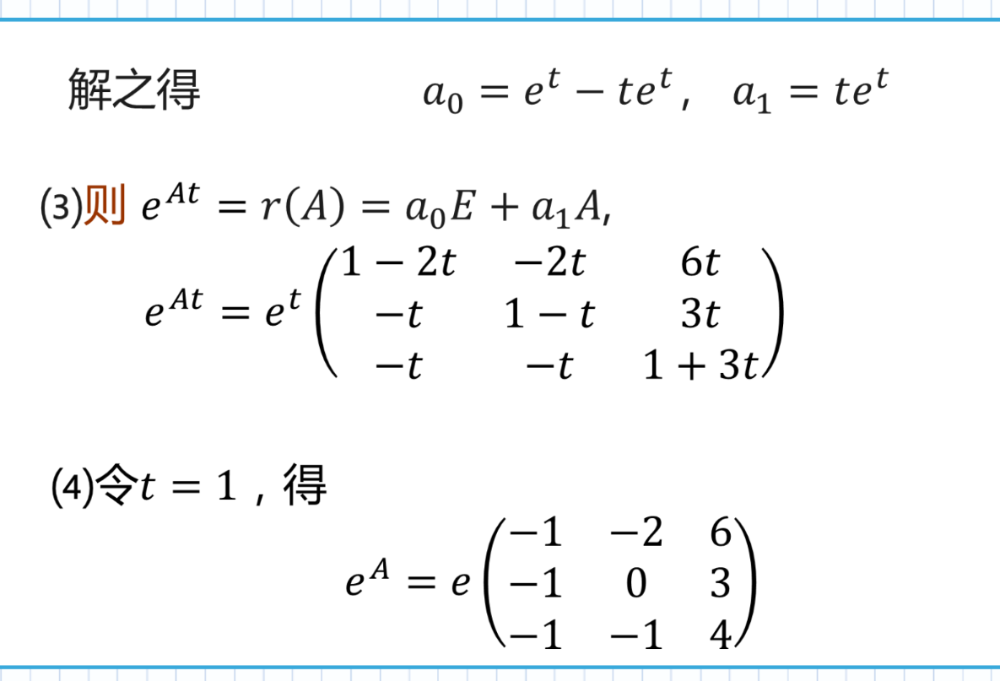 解之得 a₀ = eᵗ − teᵗ, a₁ = teᵗ
(3)则 e^{At} = r(A) = a₀E + a₁A,
e^{At} = eᵗ
1 − 2t −2t 6t
−t 1 − t 3t
−t −t 1 + 3t
(4)令t = 1，得
e^A = e
−1 −2 6
−1 0 3
−1 −1 4